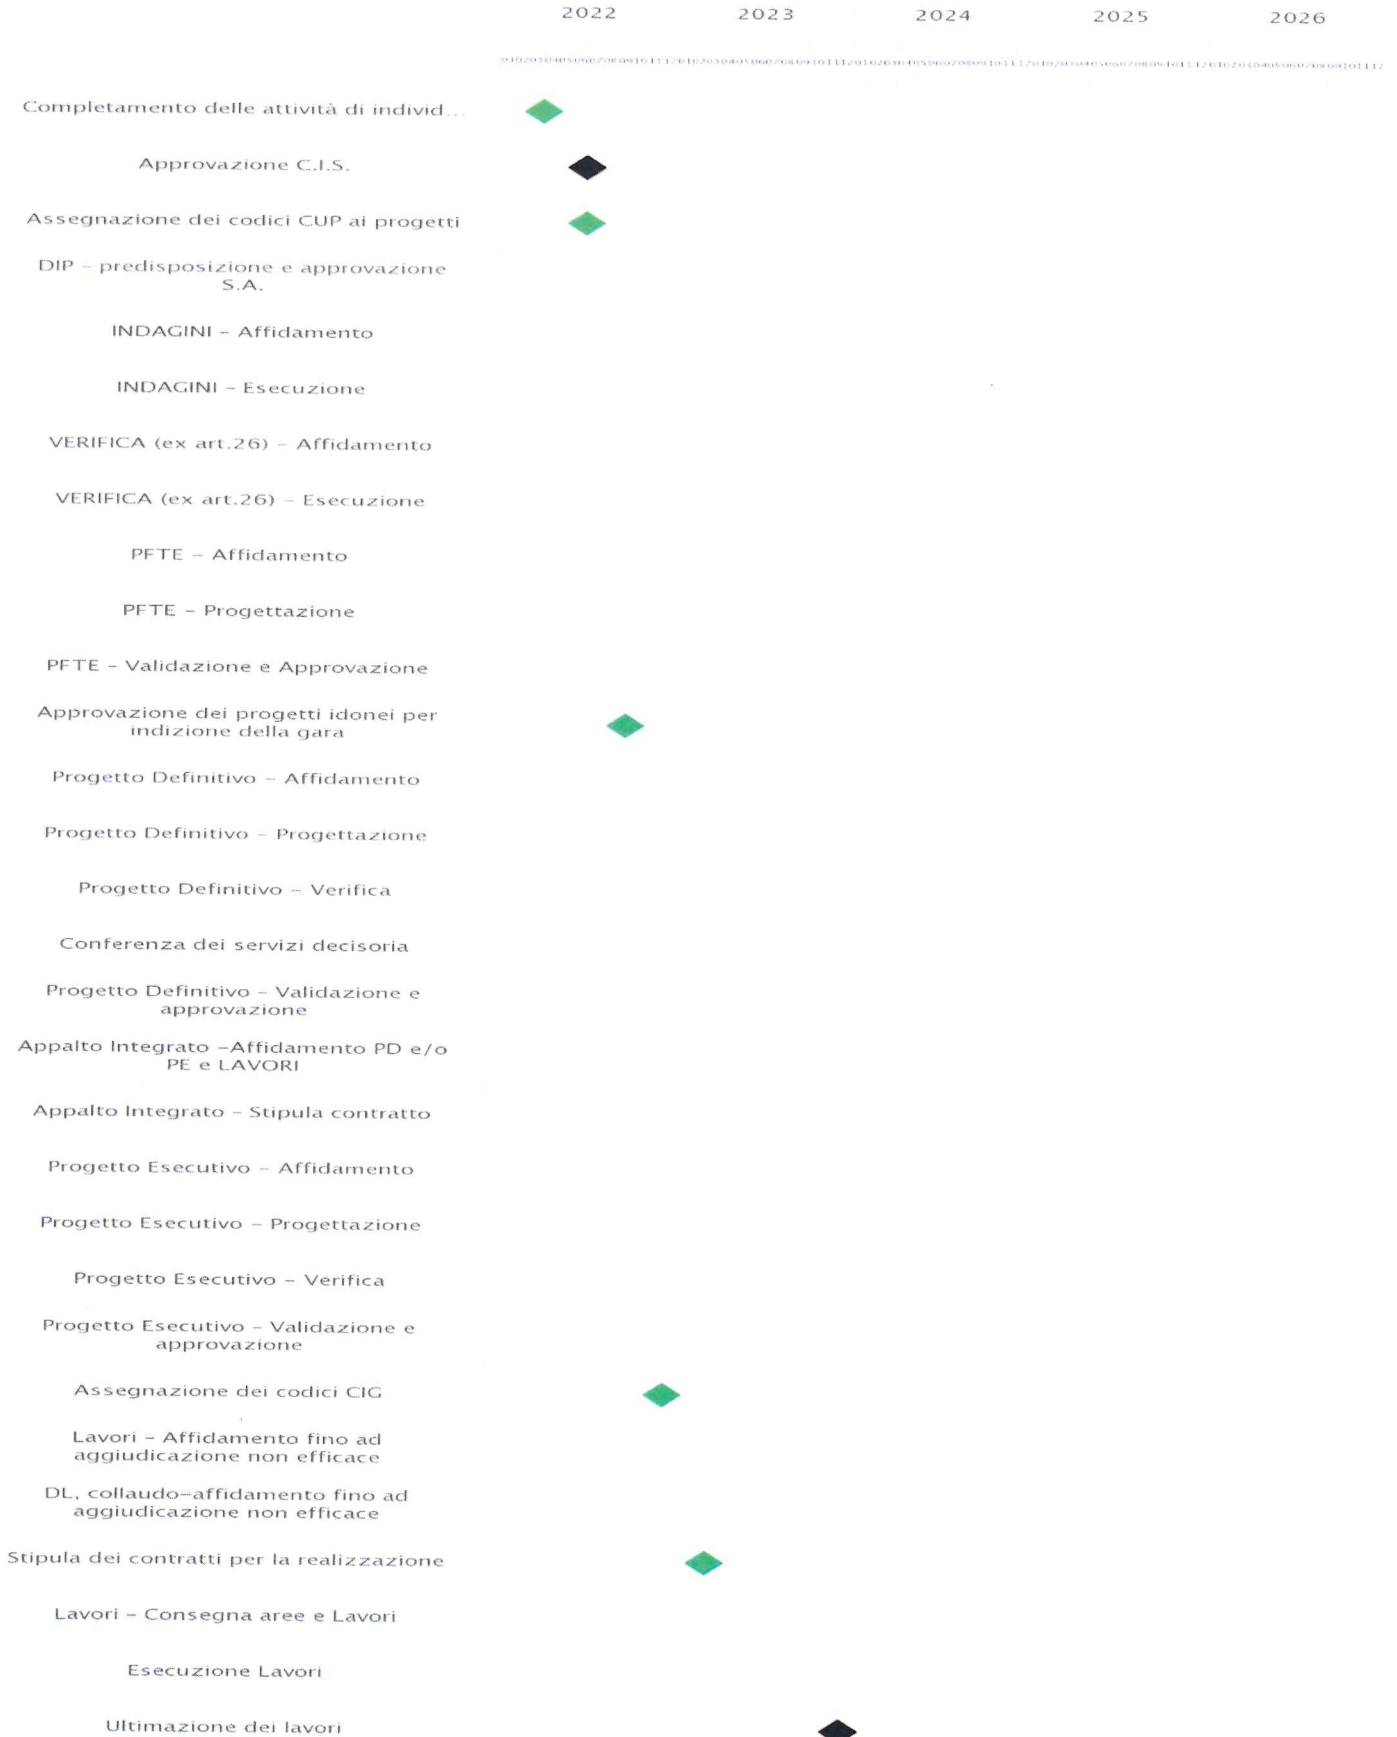 2022 2023 2024 2025 2026
010203040506070809101112010203040506070809101112010203040506070809101112010203040506070809101112010203040506070809101112
Completamento delle attività di individ...
Approvazione C.I.S.
Assegnazione dei codici CUP ai progetti
DIP – predisposizione e approvazione
S.A.
INDAGINI – Affidamento
INDAGINI – Esecuzione
VERIFICA (ex art.26) – Affidamento
VERIFICA (ex art.26) – Esecuzione
PFTE – Affidamento
PFTE – Progettazione
PFTE – Validazione e Approvazione
Approvazione dei progetti idonei per
indizione della gara
Progetto Definitivo – Affidamento
Progetto Definitivo – Progettazione
Progetto Definitivo – Verifica
Conferenza dei servizi decisoria
Progetto Definitivo – Validazione e
approvazione
Appalto Integrato –Affidamento PD e/o
PE e LAVORI
Appalto Integrato – Stipula contratto
Progetto Esecutivo – Affidamento
Progetto Esecutivo – Progettazione
Progetto Esecutivo – Verifica
Progetto Esecutivo – Validazione e
approvazione
Assegnazione dei codici CIG
Lavori – Affidamento fino ad
aggiudicazione non efficace
DL, collaudo–affidamento fino ad
aggiudicazione non efficace
Stipula dei contratti per la realizzazione
Lavori – Consegna aree e Lavori
Esecuzione Lavori
Ultimazione dei lavori